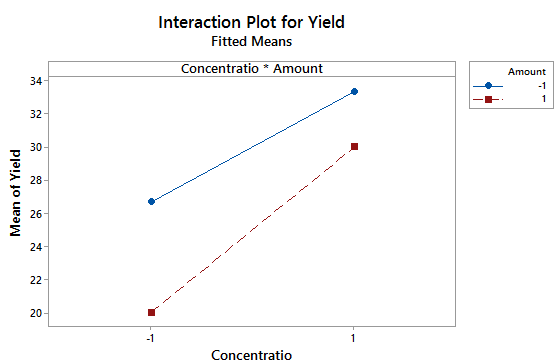 Interaction Plot for Yield
Fitted Means
Concentratio * Amount
Amount
-1
1
Mean of Yield
34
32
30
28
26
24
22
20
-1 1
Concentratio